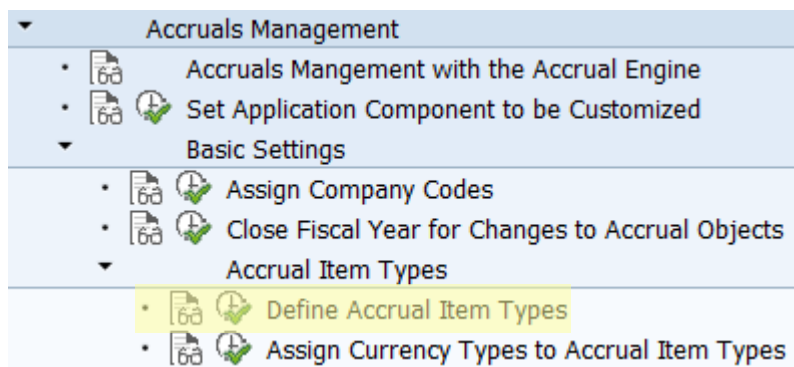 Accruals Management
Accruals Mangement with the Accrual Engine
Set Application Component to be Customized
Basic Settings
Assign Company Codes
Close Fiscal Year for Changes to Accrual Objects
Accrual Item Types
Define Accrual Item Types
Assign Currency Types to Accrual Item Types